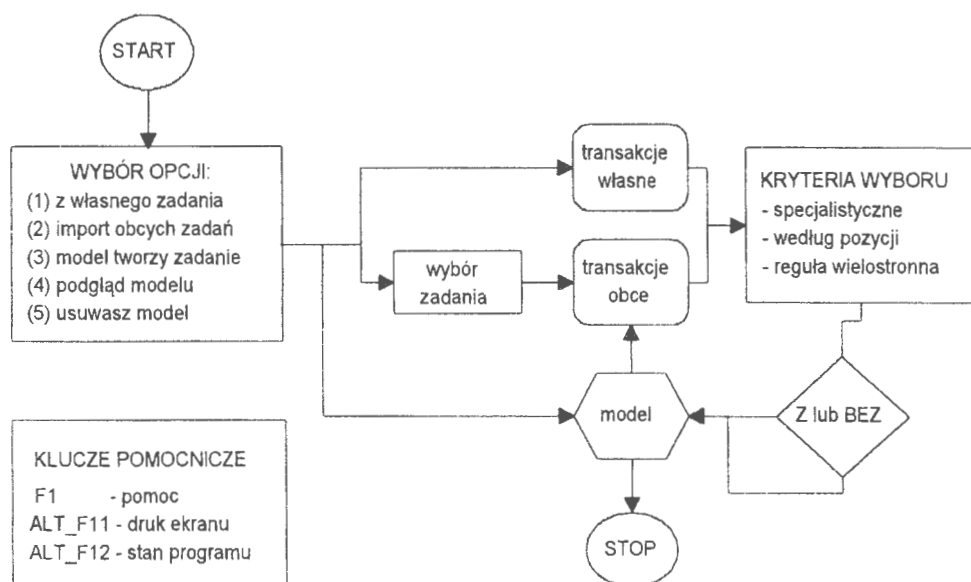 START
WYBÓR OPCJI:
(1) z własnego zadania
(2) import obcych zadań
(3) model tworzy zadanie
(4) podgląd modelu
(5) usuwasz model
transakcje
własne
wybór
zadania
transakcje
obce
KRYTERIA WYBORU
- specjalistyczne
- według pozycji
- reguła wielostronna
model
Z lub BEZ
STOP
KLUCZE POMOCNICZE
F1 - pomoc
ALT_F11 - druk ekranu
ALT_F12 - stan programu